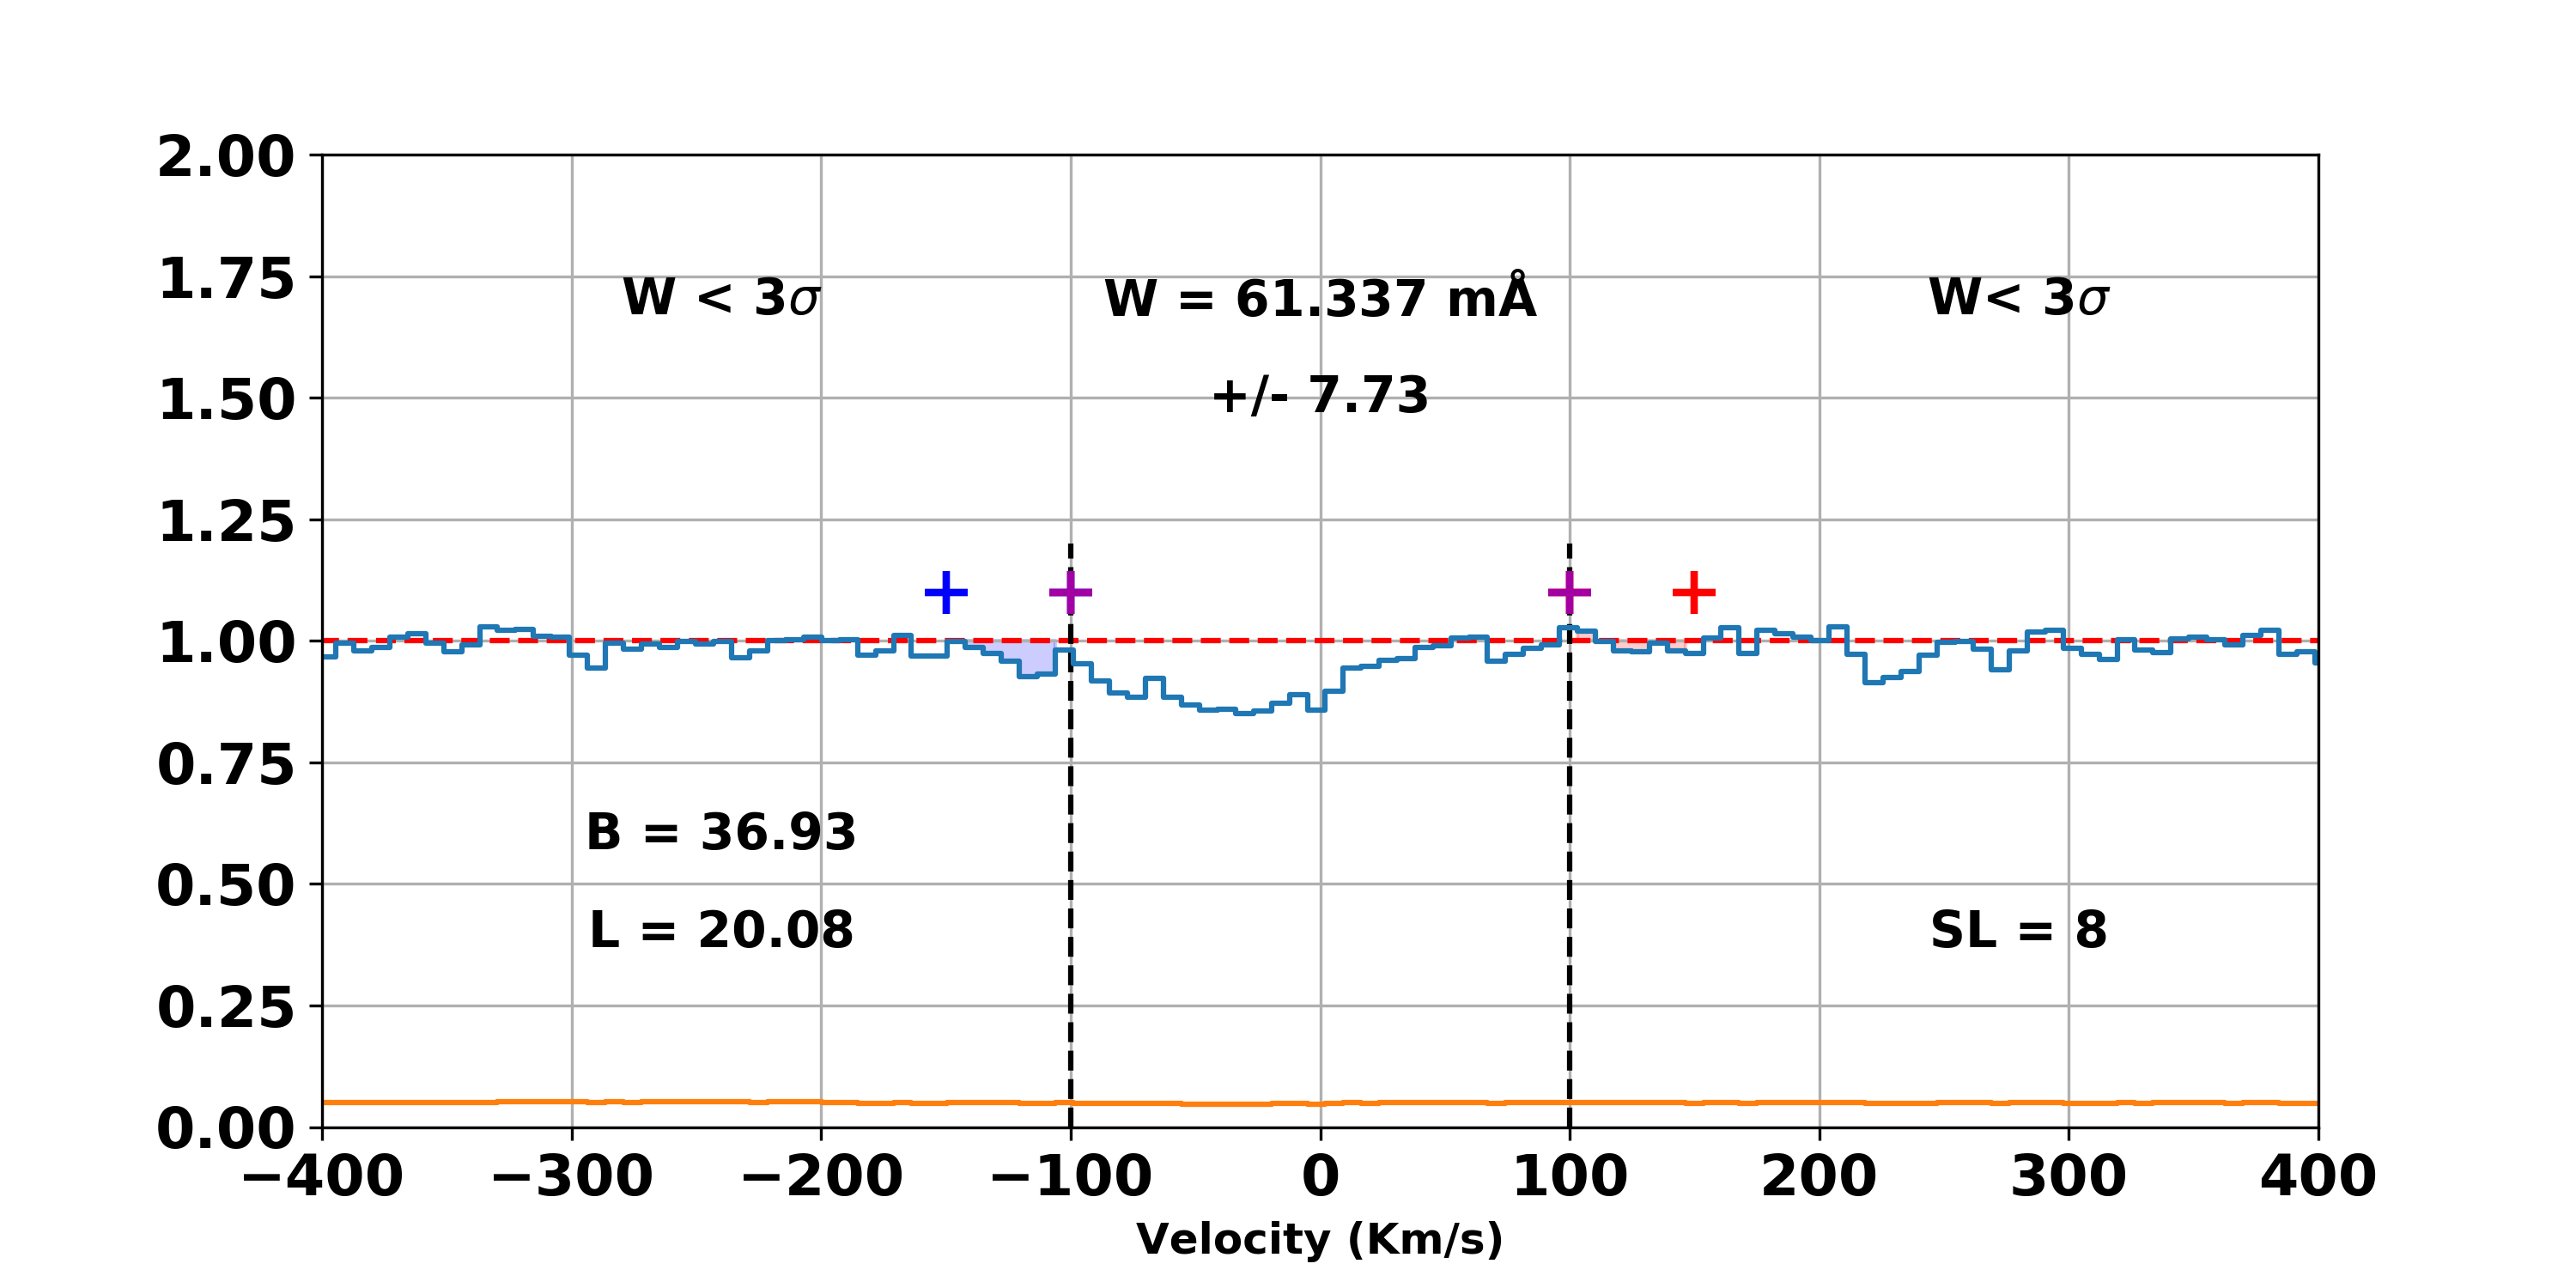 2.00
1.75
W < 3σ W = 61.337 mÅ W< 3σ
1.50
+/- 7.73
1.25
1.00
0.75
B = 36.93
0.50
L = 20.08 SL = 8
0.25
0.00
−400 −300 −200 −100 0 100 200 300 400
Velocity (Km/s)